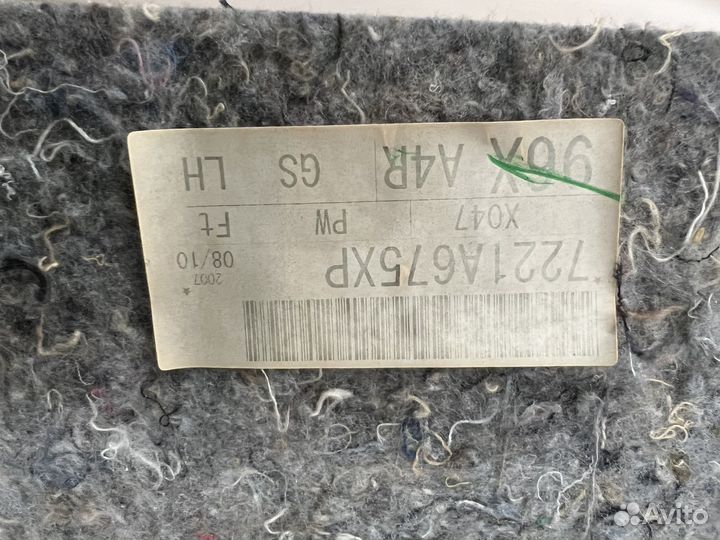 *7221A675XP *
2007
08/10
X047 PW Ft
96X A4R GS LH
Avito